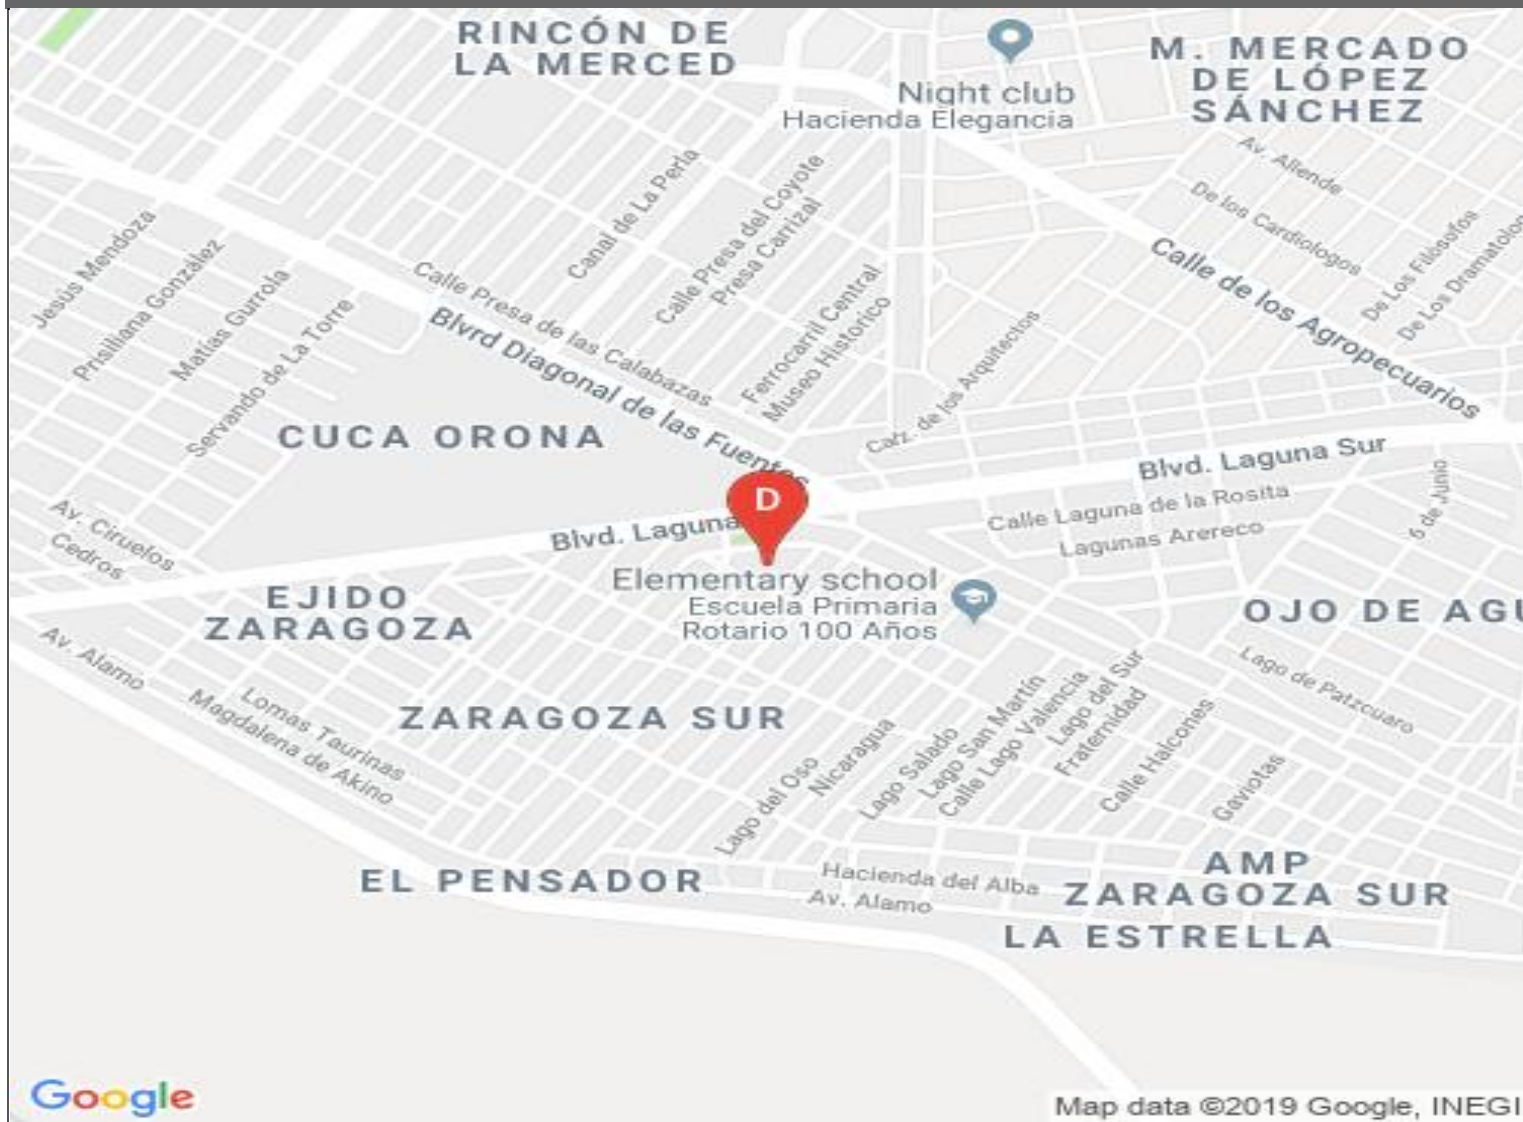 RINCÓN DE
LA MERCED
M. MERCADO
DE LÓPEZ
SÁNCHEZ
Night club
Hacienda Elegancia
Av. Allende
De los Cardiologos
De Los Filósofos
De Los Dramatolog
Calle de los Agropecuarios
Canal de La Perla
Calle Presa del Coyote
Presa Carrizal
Jesús Mendoza
Prisiliana González
Matías Gurrola
Servando de La Torre
Calle Presa de las Calabazas
Blvrd Diagonal de las Fuentes
Ferrocarril Central
Museo Historico
Calz. de los Arquitectos
CUCA ORONA
Blvd. Laguna Sur
D
Calle Laguna de la Rosita
6 de Junio
Lagunas Arereco
Blvd. Laguna
Av. Ciruelos
Cedros
Elementary school
Escuela Primaria
Rotario 100 Años
EJIDO
ZARAGOZA
OJO DE AGU
Av. Alamo
Lago de Patzcuaro
Lomas Taurinas
Magdalena de Akino
ZARAGOZA SUR
Lago del Oso
Nicaragua
Lago Salado
Lago San Martín
Calle Lago Valencia
Lago del Sur
Fraternidad
Calle Halcones
Gaviotas
EL PENSADOR
Hacienda del Alba
Av. Alamo
AMP
ZARAGOZA SUR
LA ESTRELLA
Google
Map data ©2019 Google, INEGI